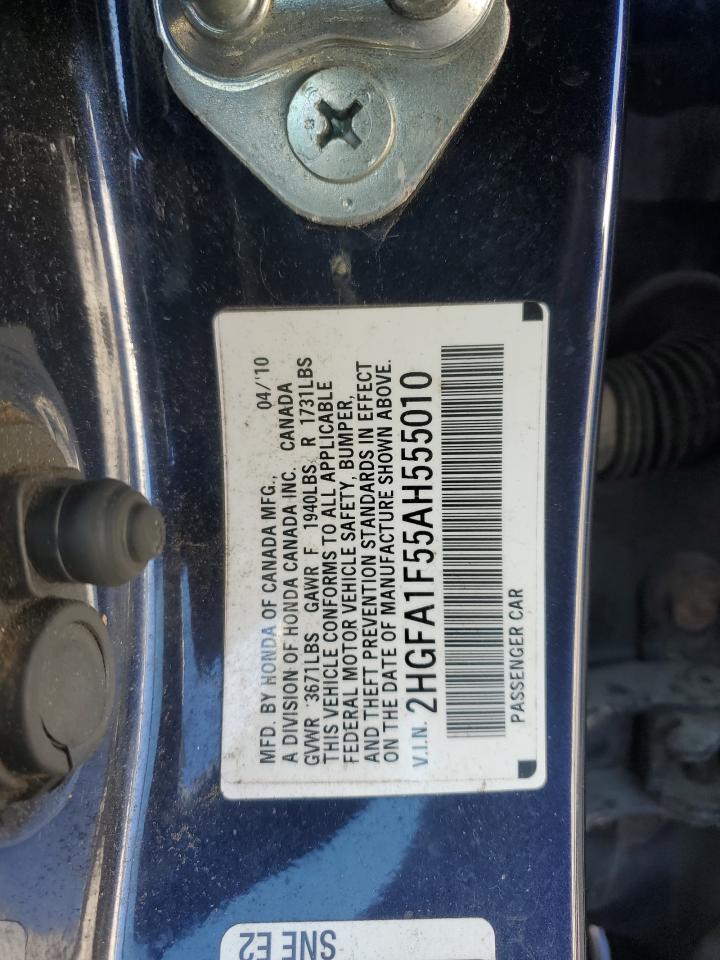 MFD. BY HONDA OF CANADA MFG., 04/'10
A DIVISION OF HONDA CANADA INC. CANADA
GVWR 3671LBS GAWR F 1940LBS R 1731LBS
THIS VEHICLE CONFORMS TO ALL APPLICABLE
FEDERAL MOTOR VEHICLE SAFETY, BUMPER,
AND THEFT PREVENTION STANDARDS IN EFFECT
ON THE DATE OF MANUFACTURE SHOWN ABOVE.
V.I.N. 2HGFA1F55AH555010
PASSENGER CAR
SNE E2